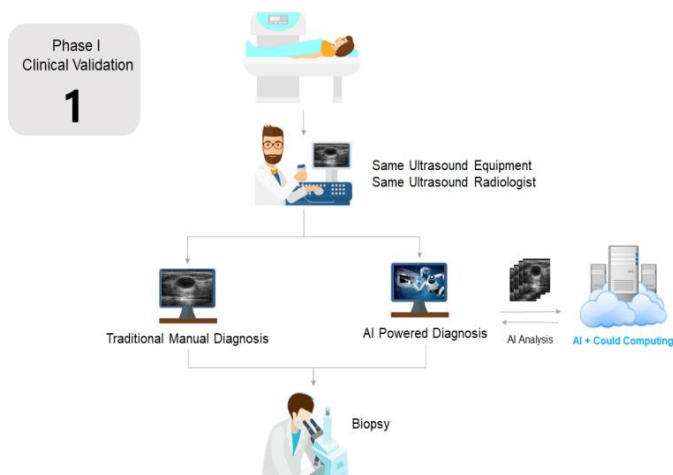 Phase I
Clinical Validation
1
Same Ultrasound Equipment
Same Ultrasound Radiologist
Traditional Manual Diagnosis
AI Powered Diagnosis
AI Analysis
AI + Could Computing
Biopsy